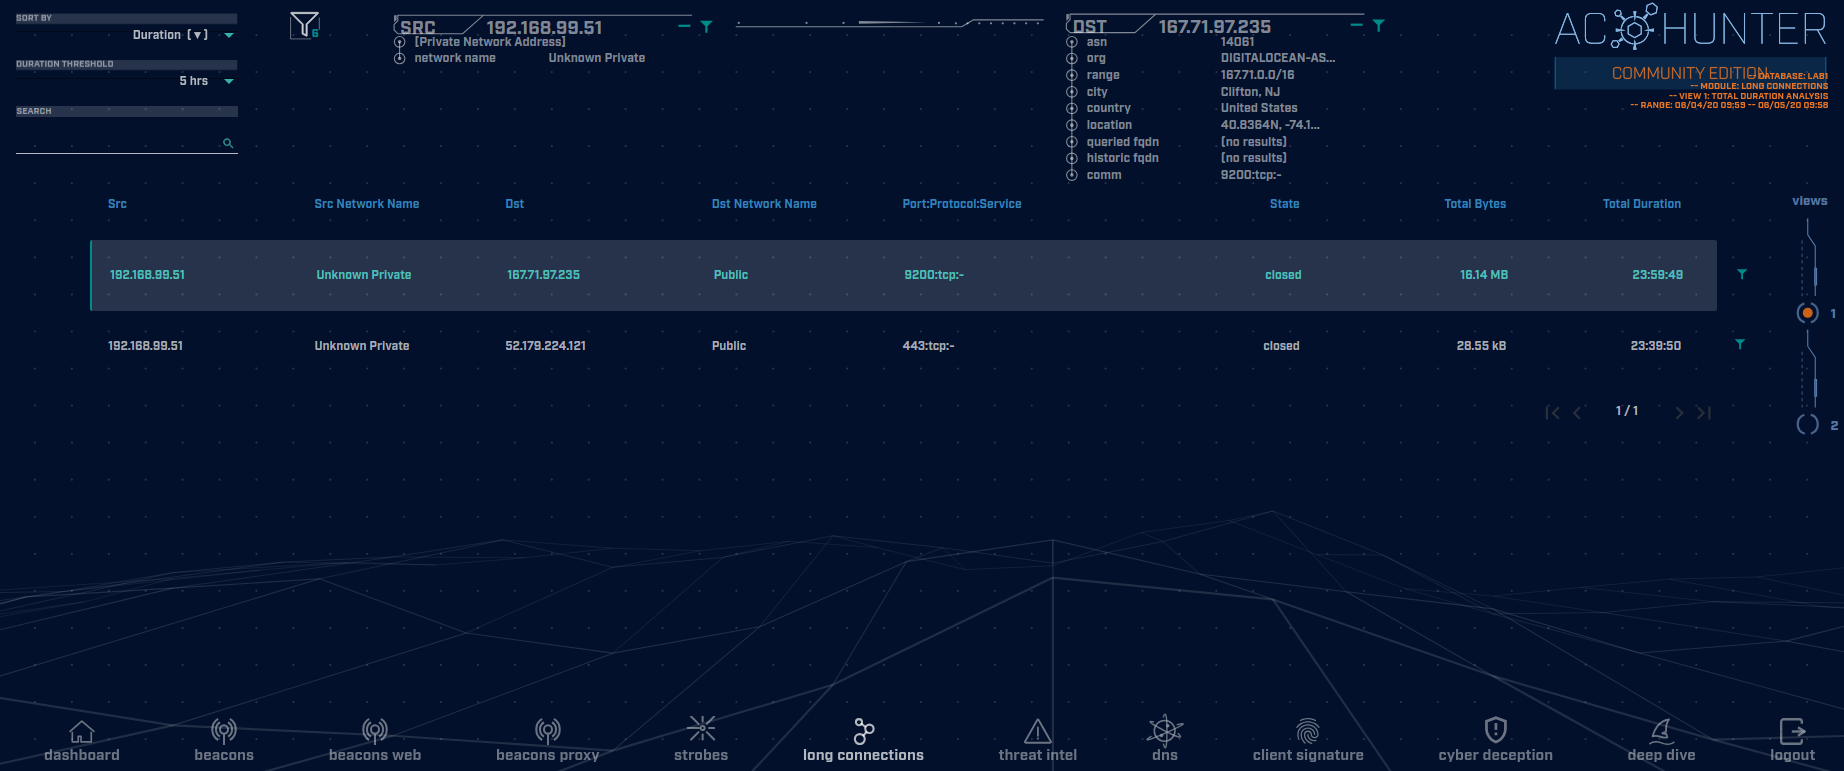 SORT BY
Duration [▼]
DURATION THRESHOLD
5 hrs
SEARCH
6
SRC 192.168.99.51
[Private Network Address]
network name Unknown Private
DST 167.71.97.235
asn 14061
org DIGITALOCEAN-AS...
range 167.71.0.0/16
city Clifton, NJ
country United States
location 40.8364N, -74.1...
queried fqdn [no results]
historic fqdn [no results]
comm 9200:tcp:-
AC HUNTER
COMMUNITY EDITION
-- DATABASE: LAB1
-- MODULE: LONG CONNECTIONS
-- VIEW 1: TOTAL DURATION ANALYSIS
-- RANGE: 06/04/20 09:59 -- 06/05/20 09:58
Src Src Network Name Dst Dst Network Name Port:Protocol:Service State Total Bytes Total Duration
192.168.99.51 Unknown Private 167.71.97.235 Public 9200:tcp:- closed 16.14 MB 23:59:49
192.168.99.51 Unknown Private 52.179.224.121 Public 443:tcp:- closed 28.55 kB 23:39:50
1 / 1
views
1
2
dashboard beacons beacons web beacons proxy strobes long connections threat intel dns client signature cyber deception deep dive logout